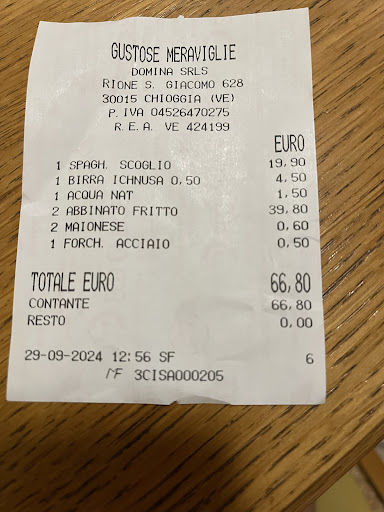 GUSTOSE MERAVIGLIE
DOMINA SRLS
RIONE S. GIACOMO 628
30015 CHIOGGIA (VE)
P. IVA 04526470275
R.E.A. VE 424199
EURO
1 SPAGH. SCOGLIO 19,90
1 BIRRA ICHNUSA 0,50 4,50
1 ACQUA NAT 1,50
2 ABBINATO FRITTO 39,80
2 MAIONESE 0,60
1 FORCH. ACCIAIO 0,50
TOTALE EURO 66,80
CONTANTE 66,80
RESTO 0,00
29-09-2024 12:56 SF 6
MF 3CISA000205